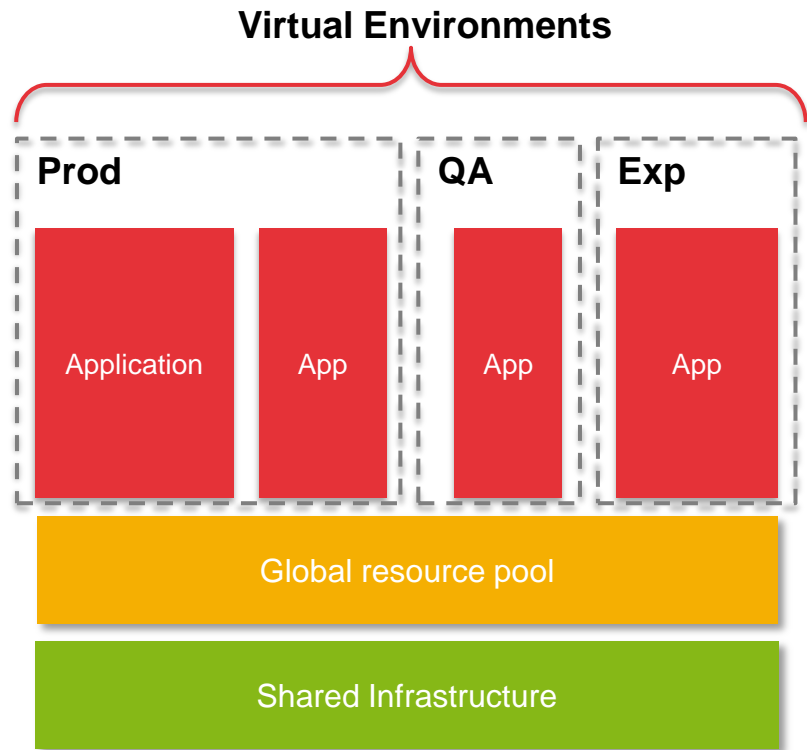 Virtual Environments
Prod
QA
Exp
Application
App
App
App
Global resource pool
Shared Infrastructure